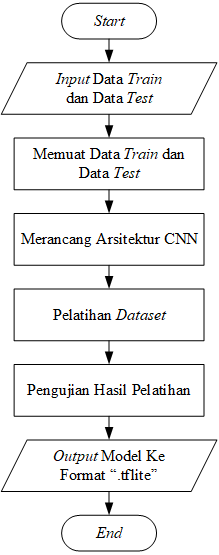 Start
Input Data Train
dan Data Test
Memuat Data Train dan
Data Test
Merancang Arsitektur CNN
Pelatihan Dataset
Pengujian Hasil Pelatihan
Output Model Ke
Format “.tflite”
End